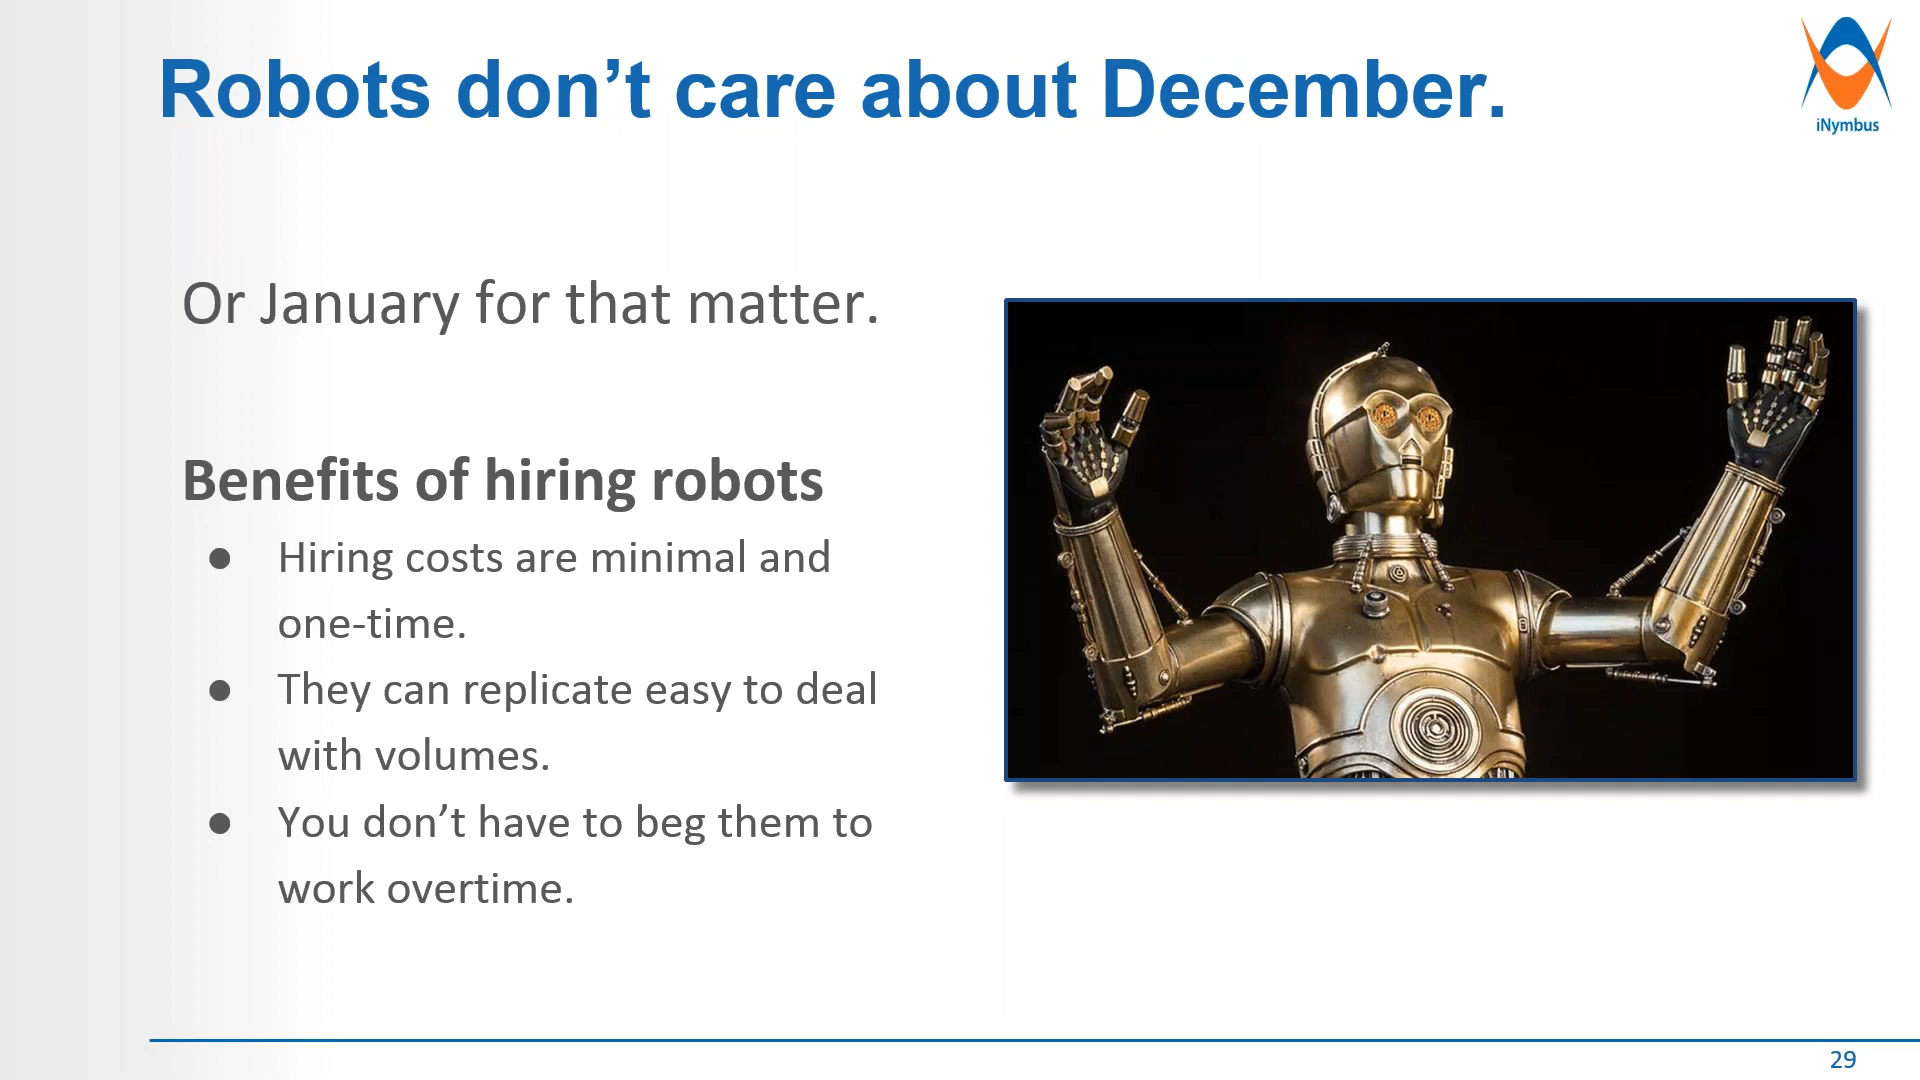 Robots don’t care about December.
iNymbus
Or January for that matter.
Benefits of hiring robots
● Hiring costs are minimal and
one-time.
● They can replicate easy to deal
with volumes.
● You don’t have to beg them to
work overtime.
29